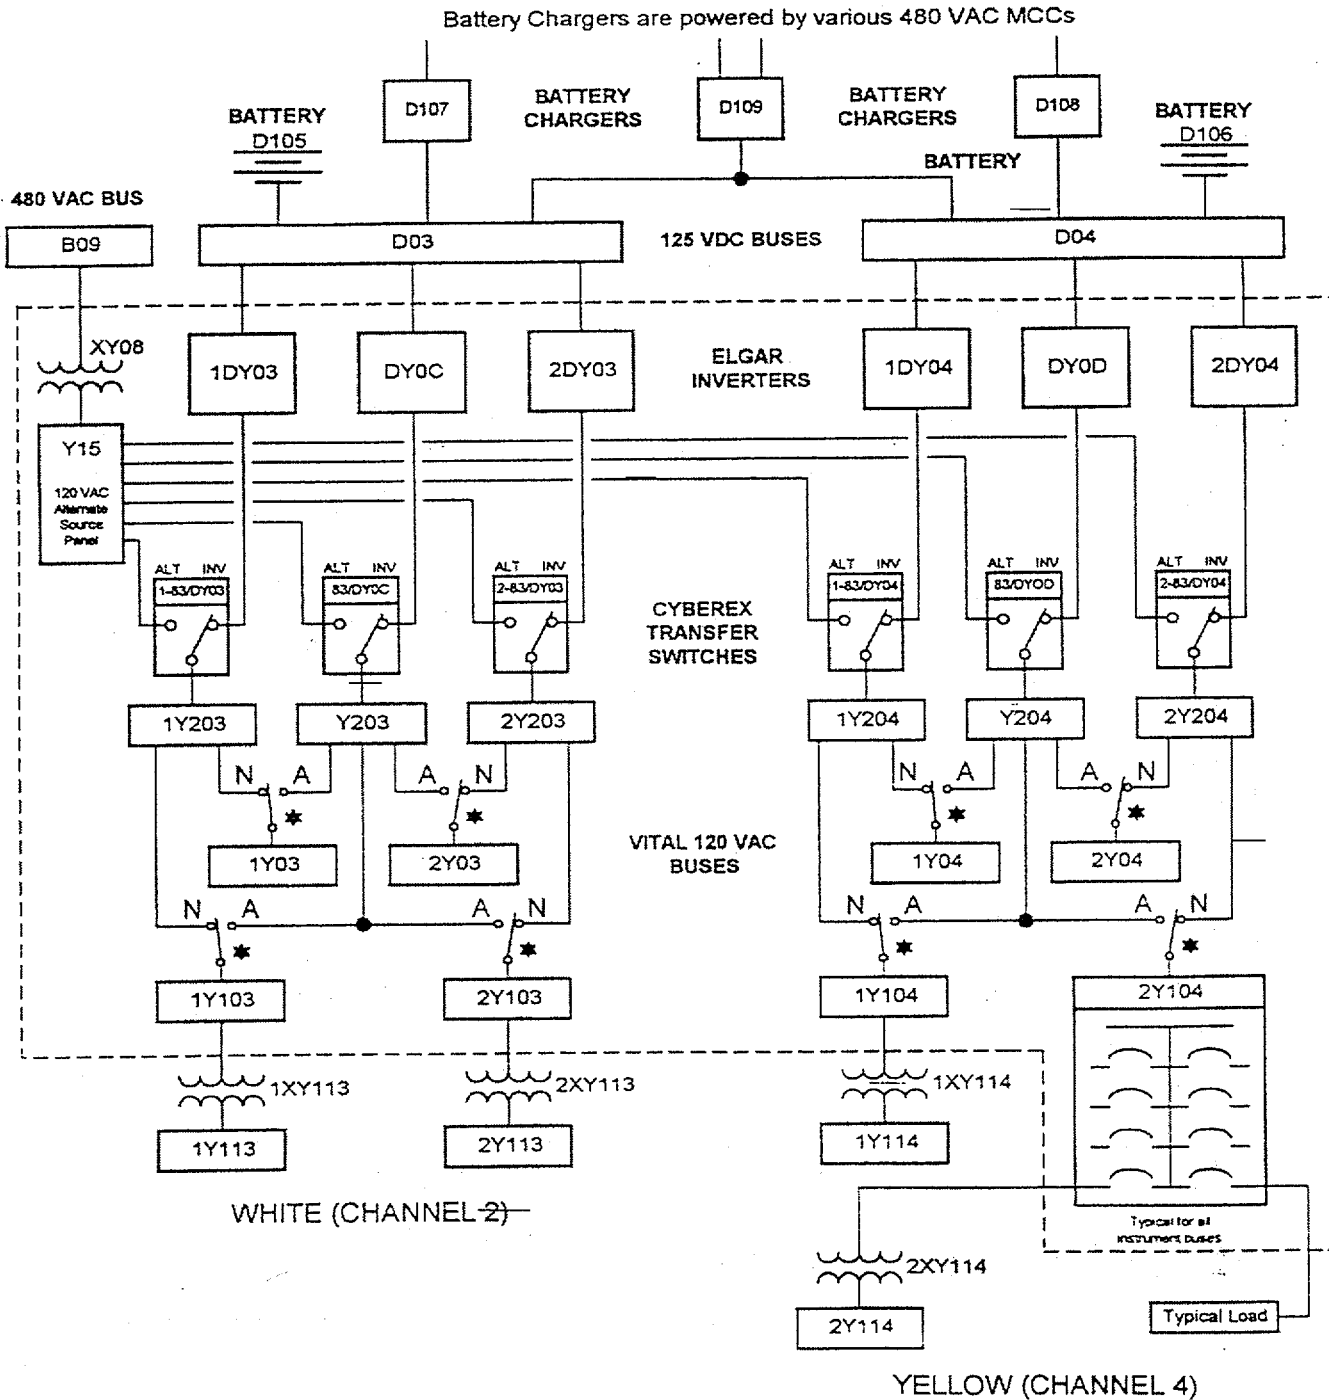 Battery Chargers are powered by various 480 VAC MCCs
BATTERY
D105
D107
BATTERY
CHARGERS
D109
BATTERY
CHARGERS
D108
BATTERY
D106
BATTERY
480 VAC BUS
B09
D03
125 VDC BUSES
D04
XY08
1DY03
DY0C
2DY03
ELGAR
INVERTERS
1DY04
DY0D
2DY04
Y15
120 VAC
Alternate
Source
Panel
ALT INV
1-83/DY03
ALT INV
83/DY0C
ALT INV
2-83/DY03
CYBEREX
TRANSFER
SWITCHES
ALT INV
1-83/DY04
ALT INV
83/DY0D
ALT INV
2-83/DY04
1Y203
Y203
2Y203
1Y204
Y204
2Y204
N A
A N
N A
A N
1Y03
2Y03
VITAL 120 VAC
BUSES
1Y04
2Y04
N A
A N
N A
A N
1Y103
2Y103
1Y104
2Y104
1XY113
2XY113
1XY114
1Y113
2Y113
1Y114
WHITE (CHANNEL 2)
Typical for all
instrument buses
2XY114
2Y114
Typical Load
YELLOW (CHANNEL 4)